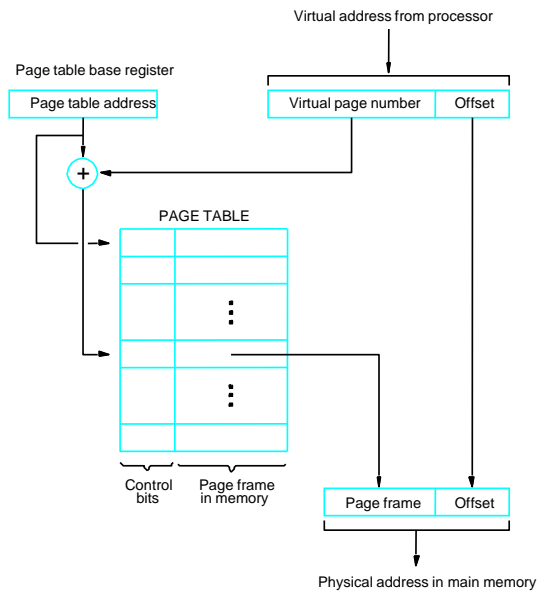 Virtual address from processor
Page table base register
Page table address
Virtual page number
Offset
+
PAGE TABLE
Control
bits
Page frame
in memory
Page frame
Offset
Physical address in main memory